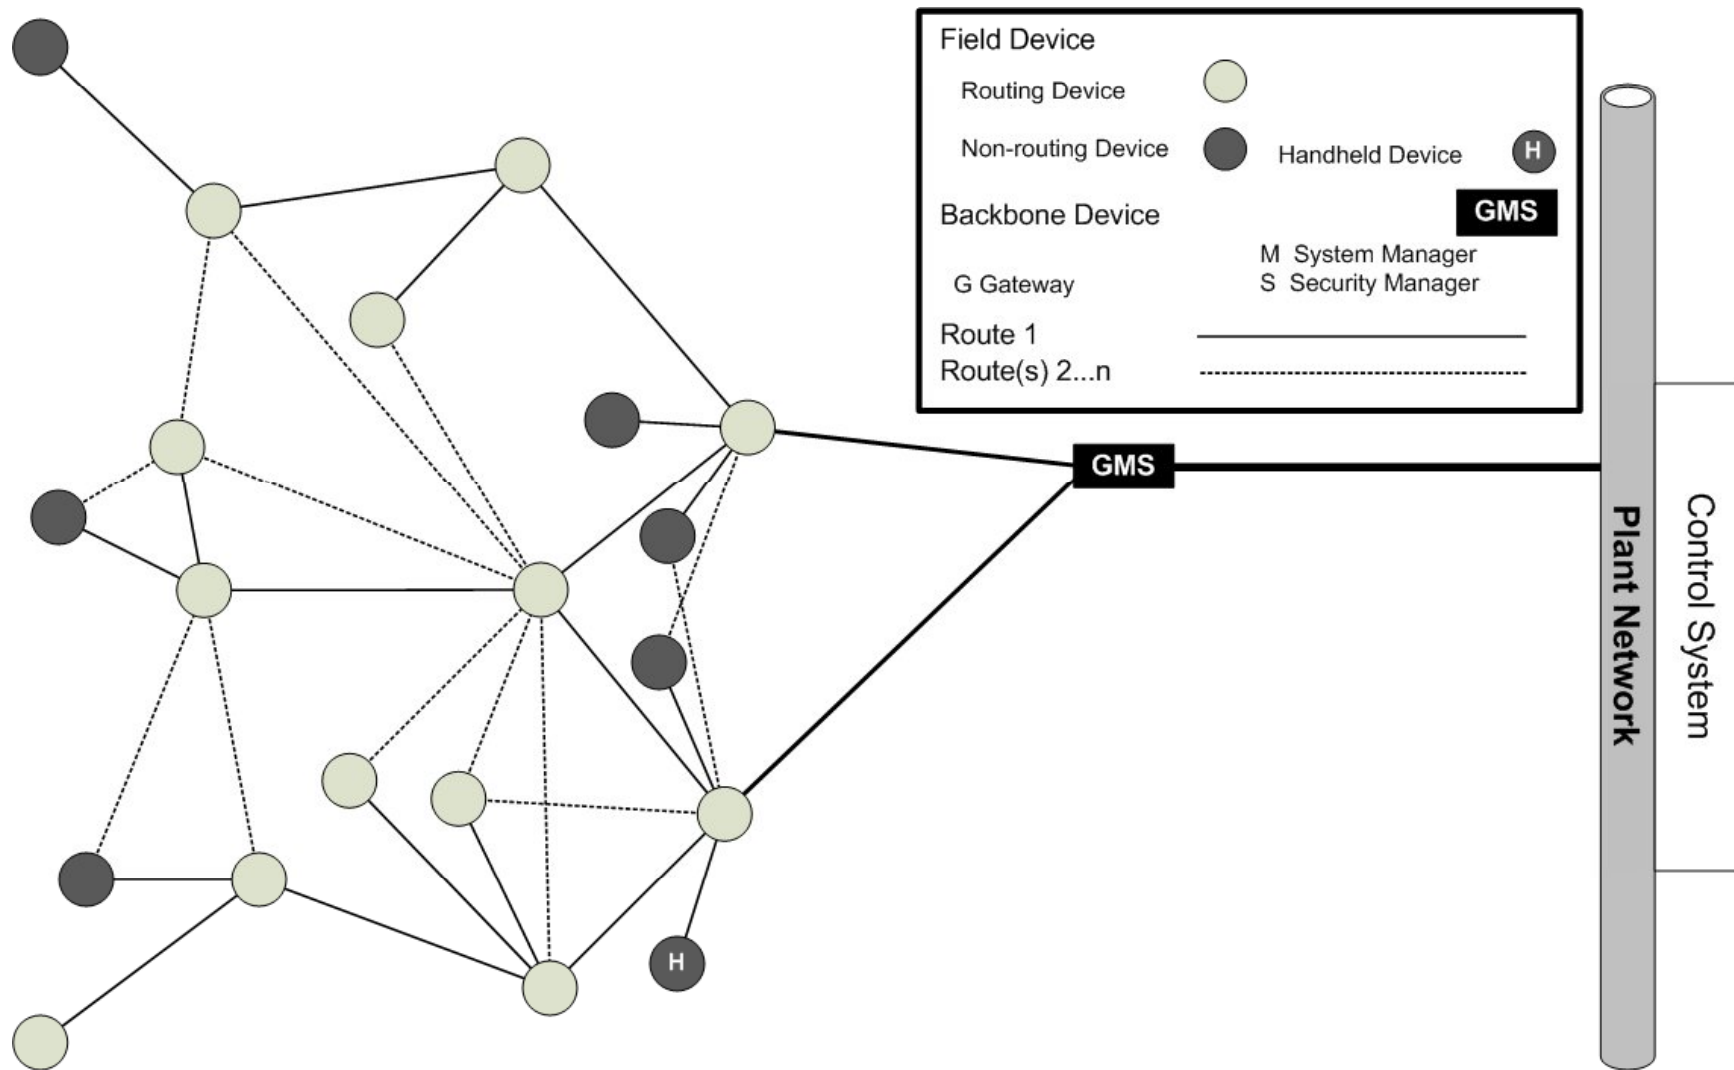 Field Device
Routing Device
Non-routing Device
Handheld Device
H
Backbone Device
GMS
M System Manager
G Gateway
S Security Manager
Route 1
Route(s) 2...n
GMS
Plant Network
Control System
H